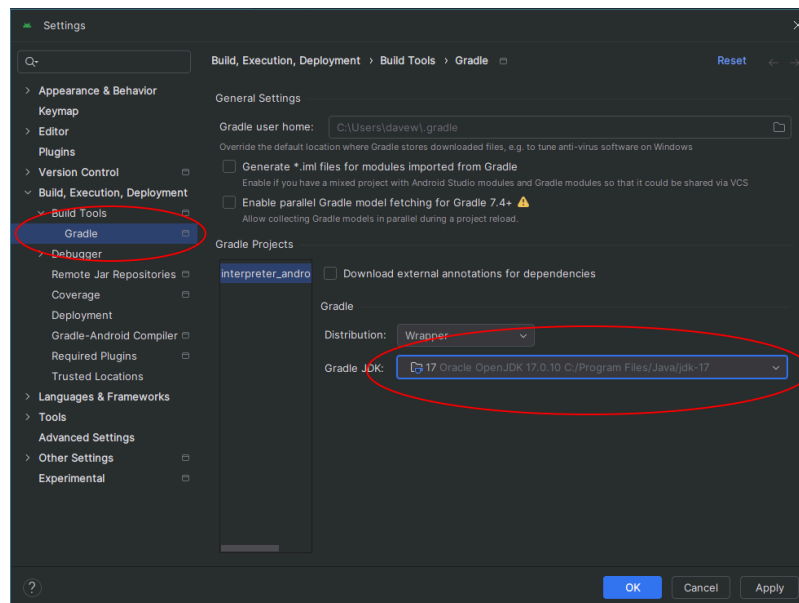 Settings
Build, Execution, Deployment › Build Tools › Gradle
Reset
Appearance & Behavior
Keymap
Editor
Plugins
Version Control
Build, Execution, Deployment
Build Tools
Gradle
Debugger
Remote Jar Repositories
Coverage
Deployment
Gradle-Android Compiler
Required Plugins
Trusted Locations
Languages & Frameworks
Tools
Advanced Settings
Other Settings
Experimental
General Settings
Gradle user home: C:\Users\davew\.gradle
Override the default location where Gradle stores downloaded files, e.g. to tune anti-virus software on Windows
Generate *.iml files for modules imported from Gradle
Enable if you have a mixed project with Android Studio modules and Gradle modules so that it could be shared via VCS
Enable parallel Gradle model fetching for Gradle 7.4+
Allow collecting Gradle models in parallel during a project reload.
Gradle Projects
interpreter_andro
Download external annotations for dependencies
Gradle
Distribution: Wrapper
Gradle JDK: 17 Oracle OpenJDK 17.0.10 C:/Program Files/Java/jdk-17
?
OK Cancel Apply